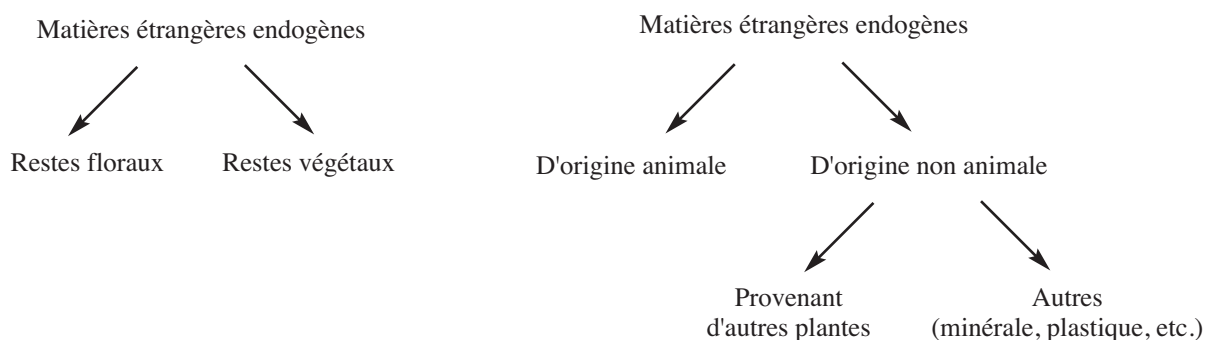 Matières étrangères endogènes
Restes floraux
Restes végétaux
Matières étrangères endogènes
D'origine animale
D'origine non animale
Provenant
d'autres plantes
Autres
(minérale, plastique, etc.)